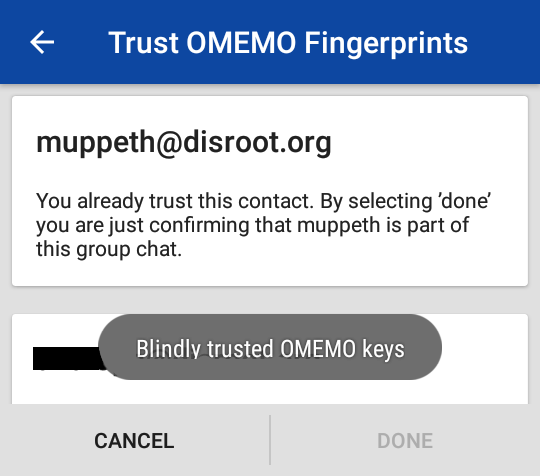 Trust OMEMO Fingerprints
muppeth@disroot.org
You already trust this contact. By selecting ’done’
you are just confirming that muppeth is part of
this group chat.
Blindly trusted OMEMO keys
CANCEL
DONE